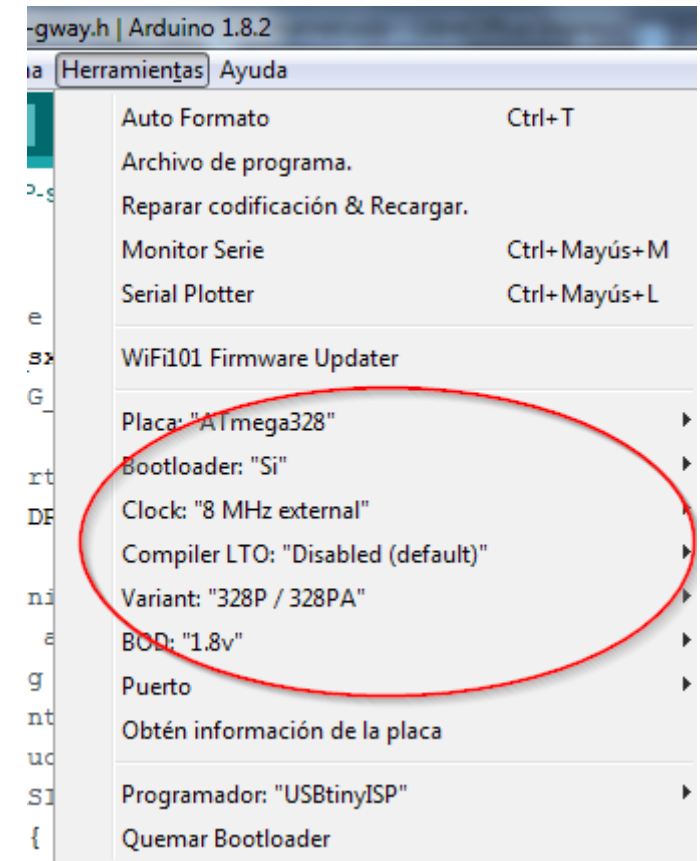 -gway.h | Arduino 1.8.2
Herramientas Ayuda
Auto Formato Ctrl+T
Archivo de programa.
Reparar codificación & Recargar.
Monitor Serie Ctrl+Mayús+M
Serial Plotter Ctrl+Mayús+L
WiFi101 Firmware Updater
Placa: "ATmega328"
Bootloader: "Si"
Clock: "8 MHz external"
Compiler LTO: "Disabled (default)"
Variant: "328P / 328PA"
BOD: "1.8v"
Puerto
Obtén información de la placa
Programador: "USBtinyISP"
Quemar Bootloader